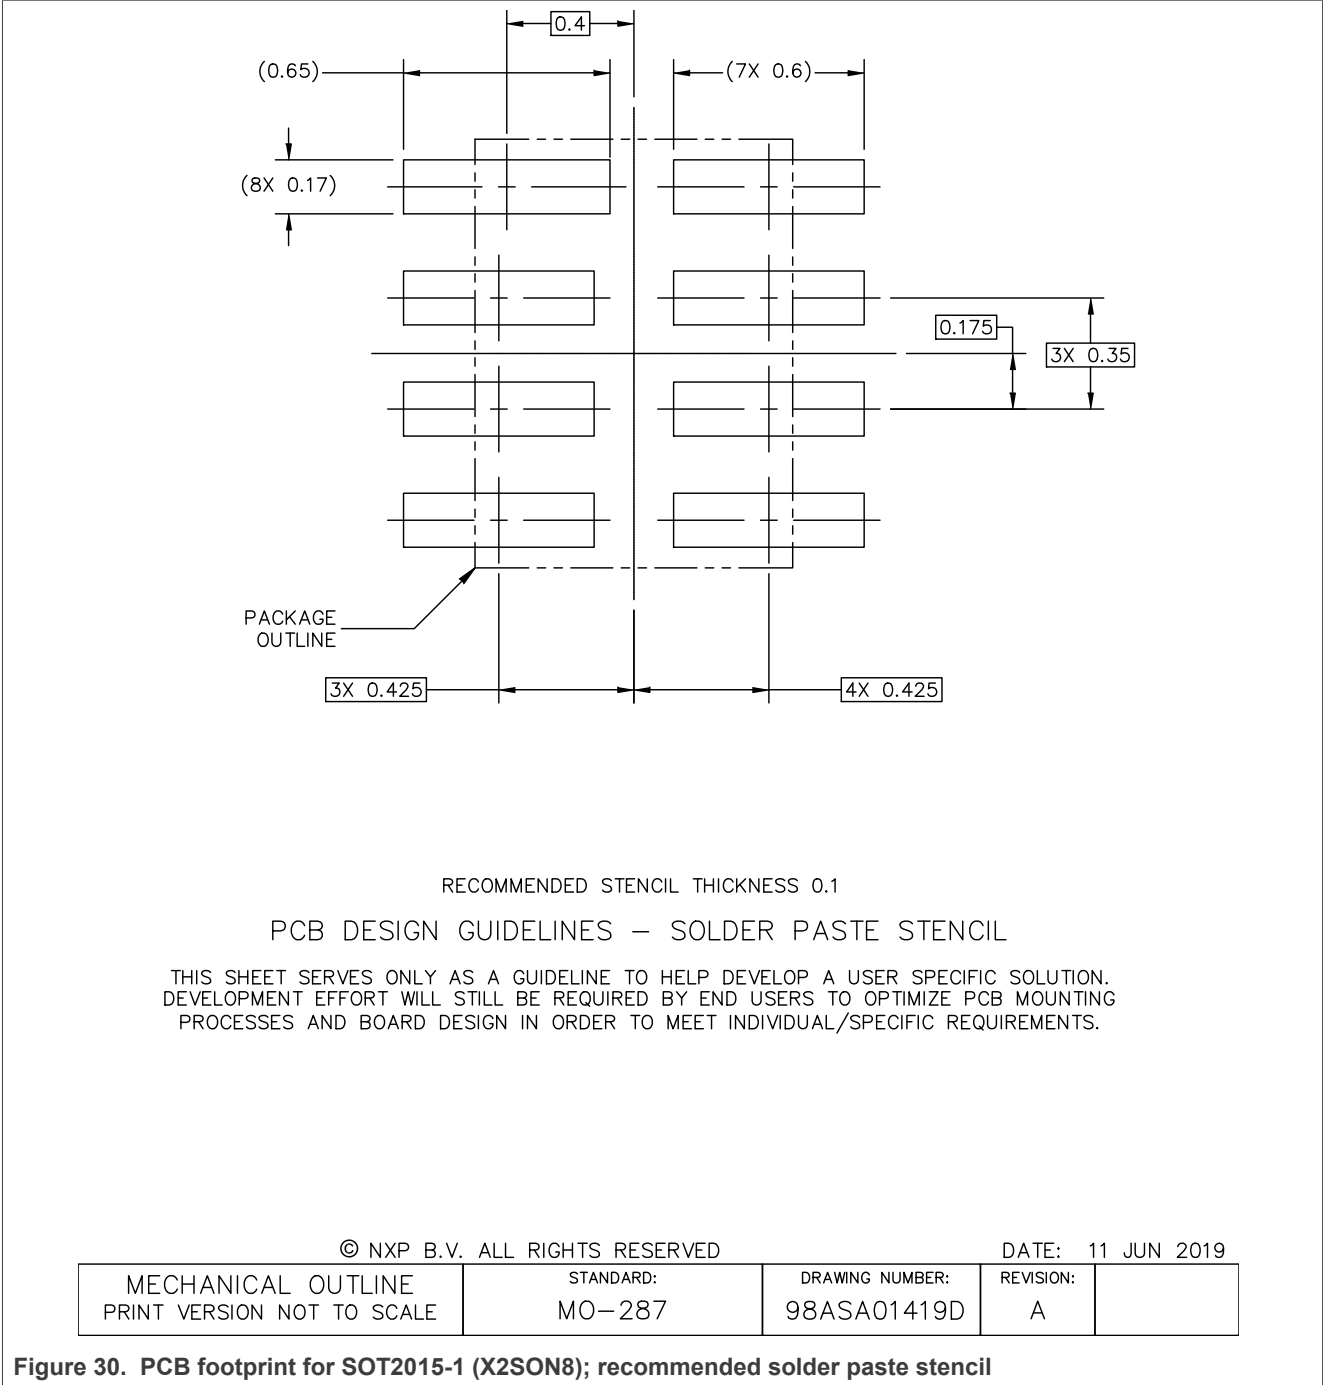 0.4
(0.65)
(7X 0.6)
(8X 0.17)
0.175
3X 0.35
PACKAGE
OUTLINE
3X 0.425
4X 0.425
RECOMMENDED STENCIL THICKNESS 0.1
PCB DESIGN GUIDELINES – SOLDER PASTE STENCIL
THIS SHEET SERVES ONLY AS A GUIDELINE TO HELP DEVELOP A USER SPECIFIC SOLUTION.
DEVELOPMENT EFFORT WILL STILL BE REQUIRED BY END USERS TO OPTIMIZE PCB MOUNTING
PROCESSES AND BOARD DESIGN IN ORDER TO MEET INDIVIDUAL/SPECIFIC REQUIREMENTS.
© NXP B.V. ALL RIGHTS RESERVED
DATE: 11 JUN 2019
MECHANICAL OUTLINE
PRINT VERSION NOT TO SCALE
STANDARD:
MO–287
DRAWING NUMBER:
98ASA01419D
REVISION:
A
Figure 30. PCB footprint for SOT2015-1 (X2SON8); recommended solder paste stencil